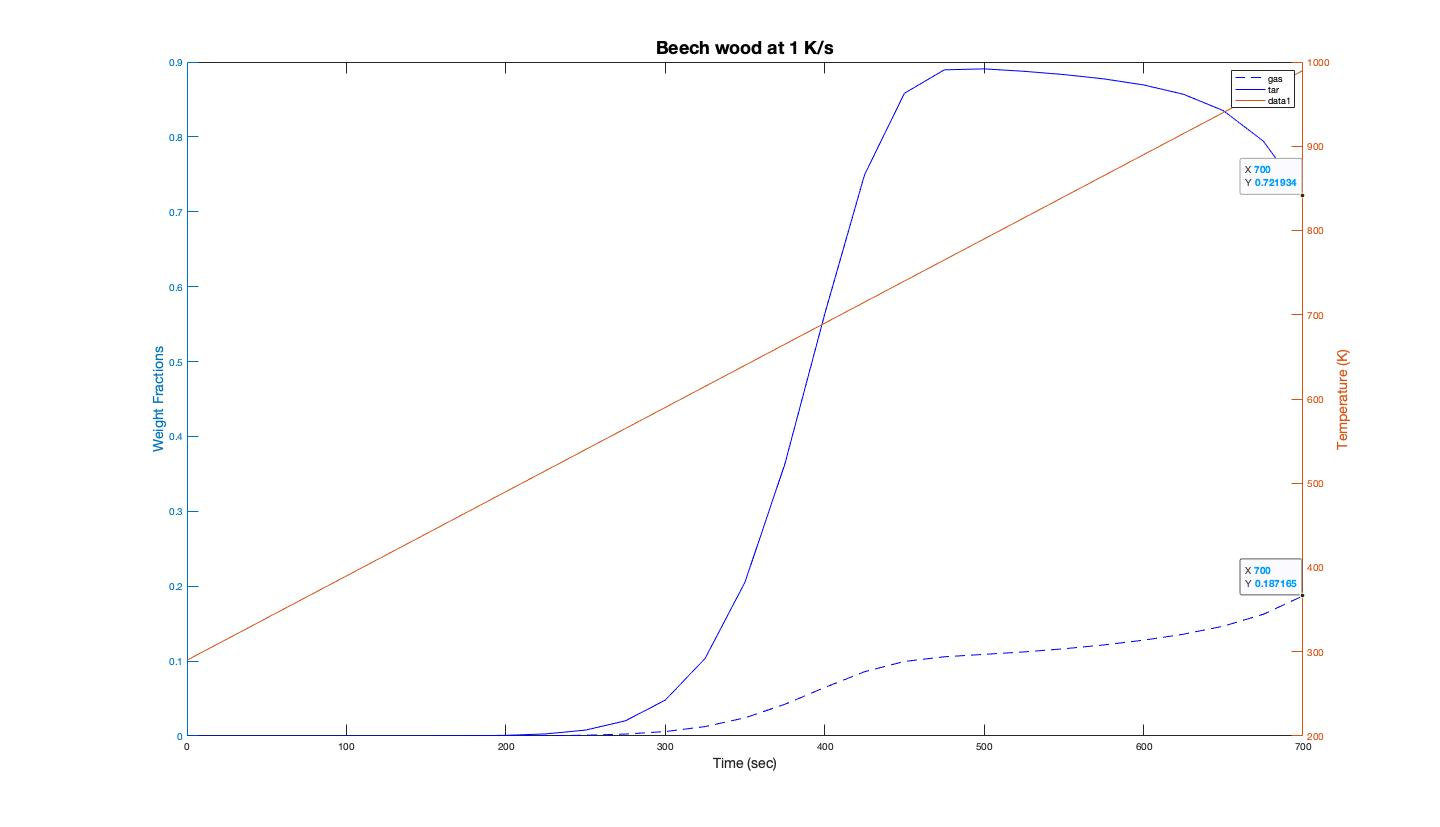 Beech wood at 1 K/s
0.9
0.8
0.7
0.6
0.5
0.4
0.3
0.2
0.1
0
Weight Fractions
1000
900
800
700
600
500
400
300
200
Temperature (K)
gas
tar
data1
X 700
Y 0.721934
X 700
Y 0.187165
0 100 200 300 400 500 600 700
Time (sec)